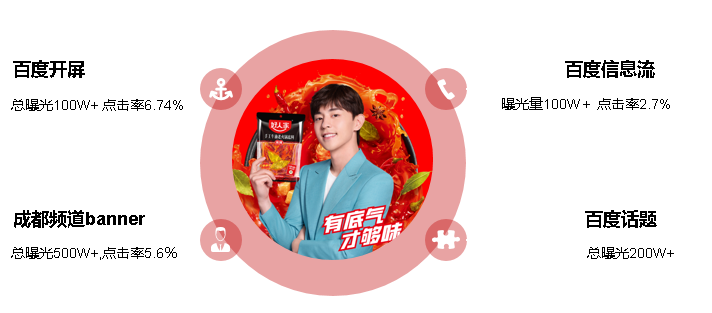 百度开屏
总曝光100W+ 点击率6.74%
百度信息流
曝光量100W+ 点击率2.7%
好人家
有底气
才够味
成都频道banner
总曝光500W+,点击率5.6%
百度话题
总曝光200W+